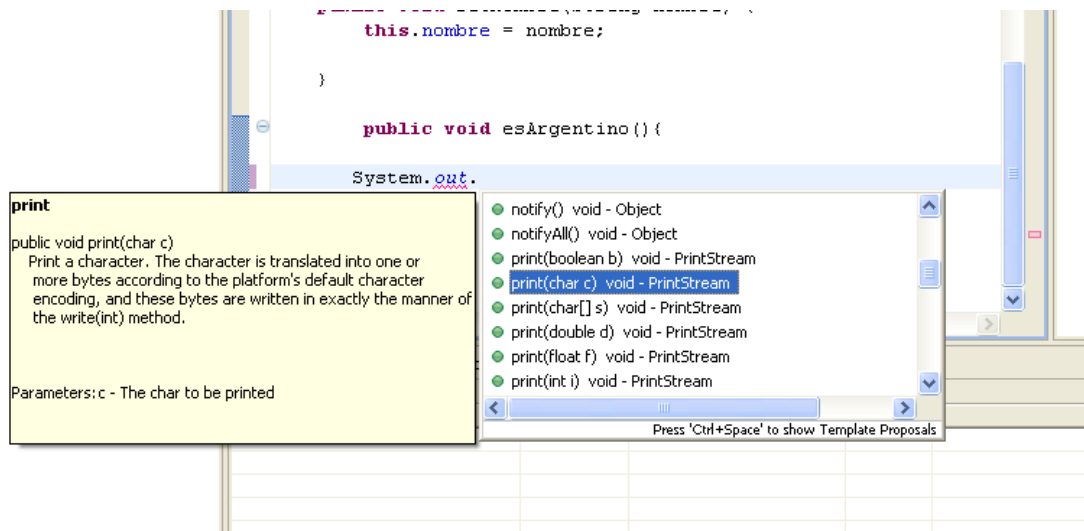 this.nombre = nombre;
}
public void esArgentino(){
System.out.
print
public void print(char c)
Print a character. The character is translated into one or
more bytes according to the platform's default character
encoding, and these bytes are written in exactly the manner of
the write(int) method.
Parameters:c - The char to be printed
notify() void - Object
notifyAll() void - Object
print(boolean b) void - PrintStream
print(char c) void - PrintStream
print(char[] s) void - PrintStream
print(double d) void - PrintStream
print(float f) void - PrintStream
print(int i) void - PrintStream
Press 'Ctrl+Space' to show Template Proposals